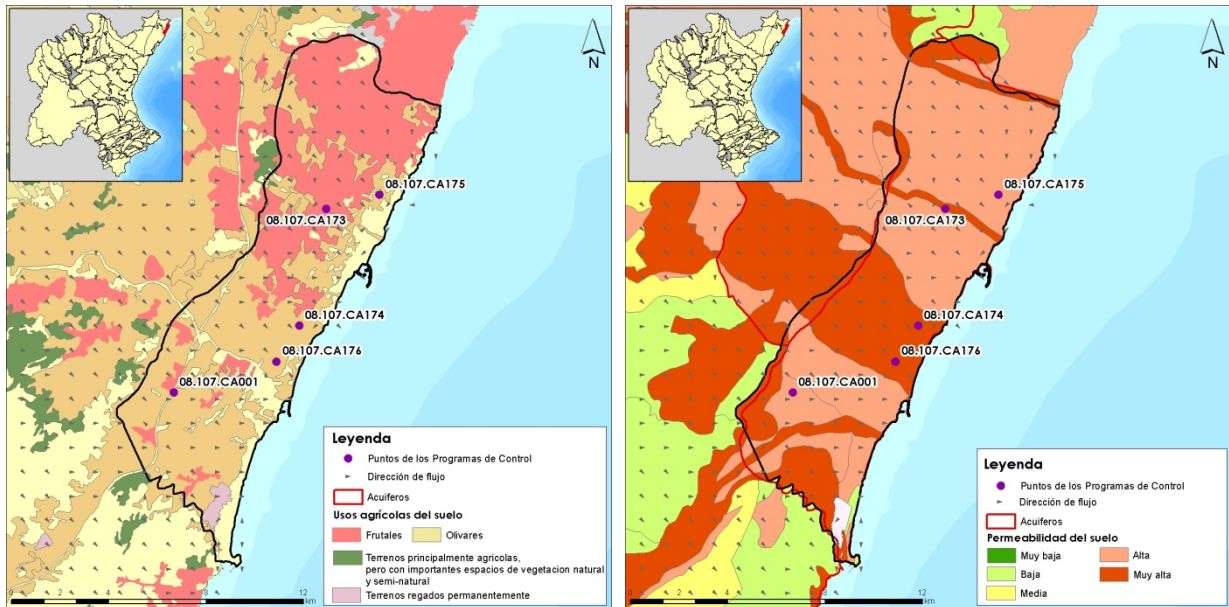 N
08.107.CA175
08.107.CA173
08.107.CA174
08.107.CA176
08.107.CA001
Leyenda
Puntos de los Programas de Control
Dirección de flujo
Acuiferos
Usos agrícolas del suelo
Frutales
Olivares
Terrenos principalmente agricolas,
pero con importantes espacios de vegetacion natural
y semi-natural
Terrenos regados permanentemente
0 2 4 8 12
km
N
08.107.CA175
08.107.CA173
08.107.CA174
08.107.CA176
08.107.CA001
Leyenda
Puntos de los Programas de Control
Dirección de flujo
Acuiferos
Permeabilidad del suelo
Muy baja
Alta
Baja
Muy alta
Media
0 2 4 8 12
km